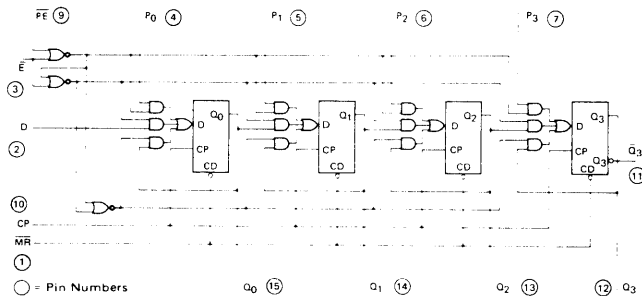 PE ⑨ P₀ ④ P₁ ⑤ P₂ ⑥ P₃ ⑦
E
③
Q₀ Q₁ Q₂ Q₃
D D D D D
② CP CP CP CP Q₃ Q̅₃
CD CD CD CD ⑪
⑩
CP
M̅R̅
①
○ = Pin Numbers Q₀ ⑮ Q₁ ⑭ Q₂ ⑬ ⑫ Q₃